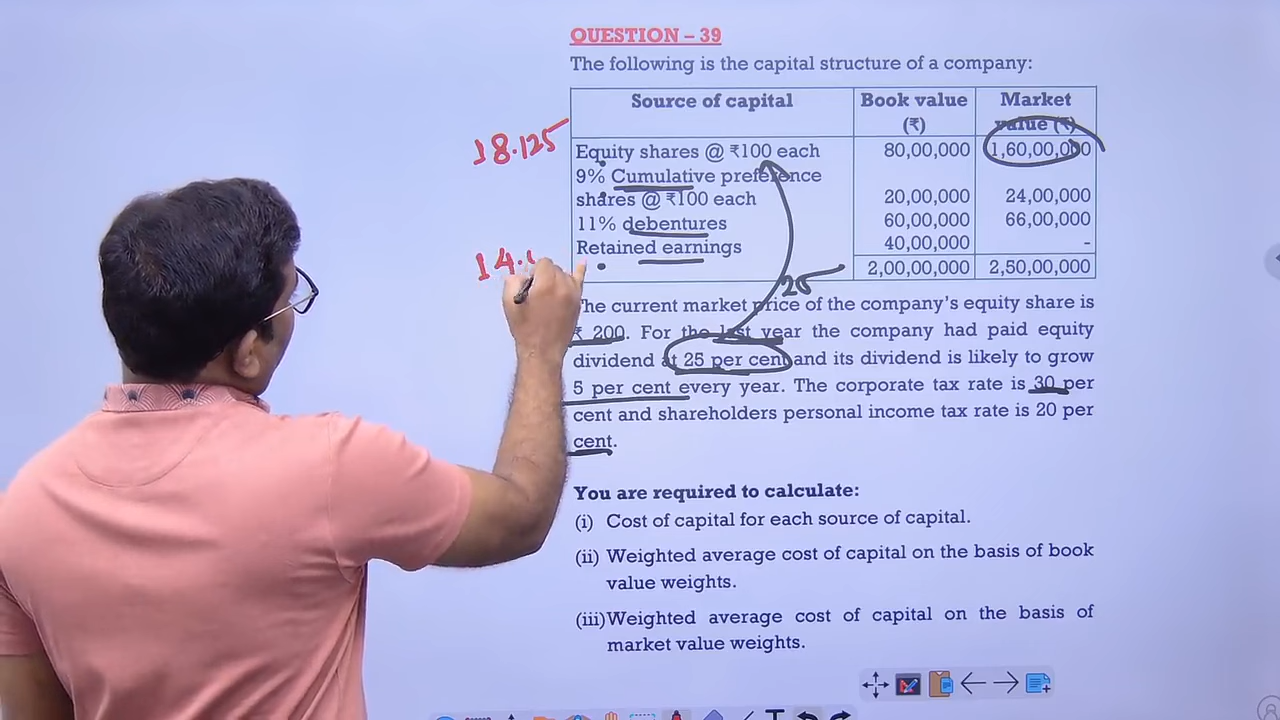 QUESTION – 39
The following is the capital structure of a company:
Source of capital Book value (₹) Market value (₹)
18.125
Equity shares @ ₹100 each 80,00,000 1,60,00,000
9% Cumulative preference
shares @ ₹100 each 20,00,000 24,00,000
11% debentures 60,00,000 66,00,000
Retained earnings 40,00,000 -
14.
2,00,00,000 2,50,00,000
25
The current market price of the company's equity share is
₹ 200. For the last year the company had paid equity
dividend at 25 per cent and its dividend is likely to grow
5 per cent every year. The corporate tax rate is 30 per
cent and shareholders personal income tax rate is 20 per
cent.
You are required to calculate:
(i) Cost of capital for each source of capital.
(ii) Weighted average cost of capital on the basis of book
value weights.
(iii) Weighted average cost of capital on the basis of
market value weights.